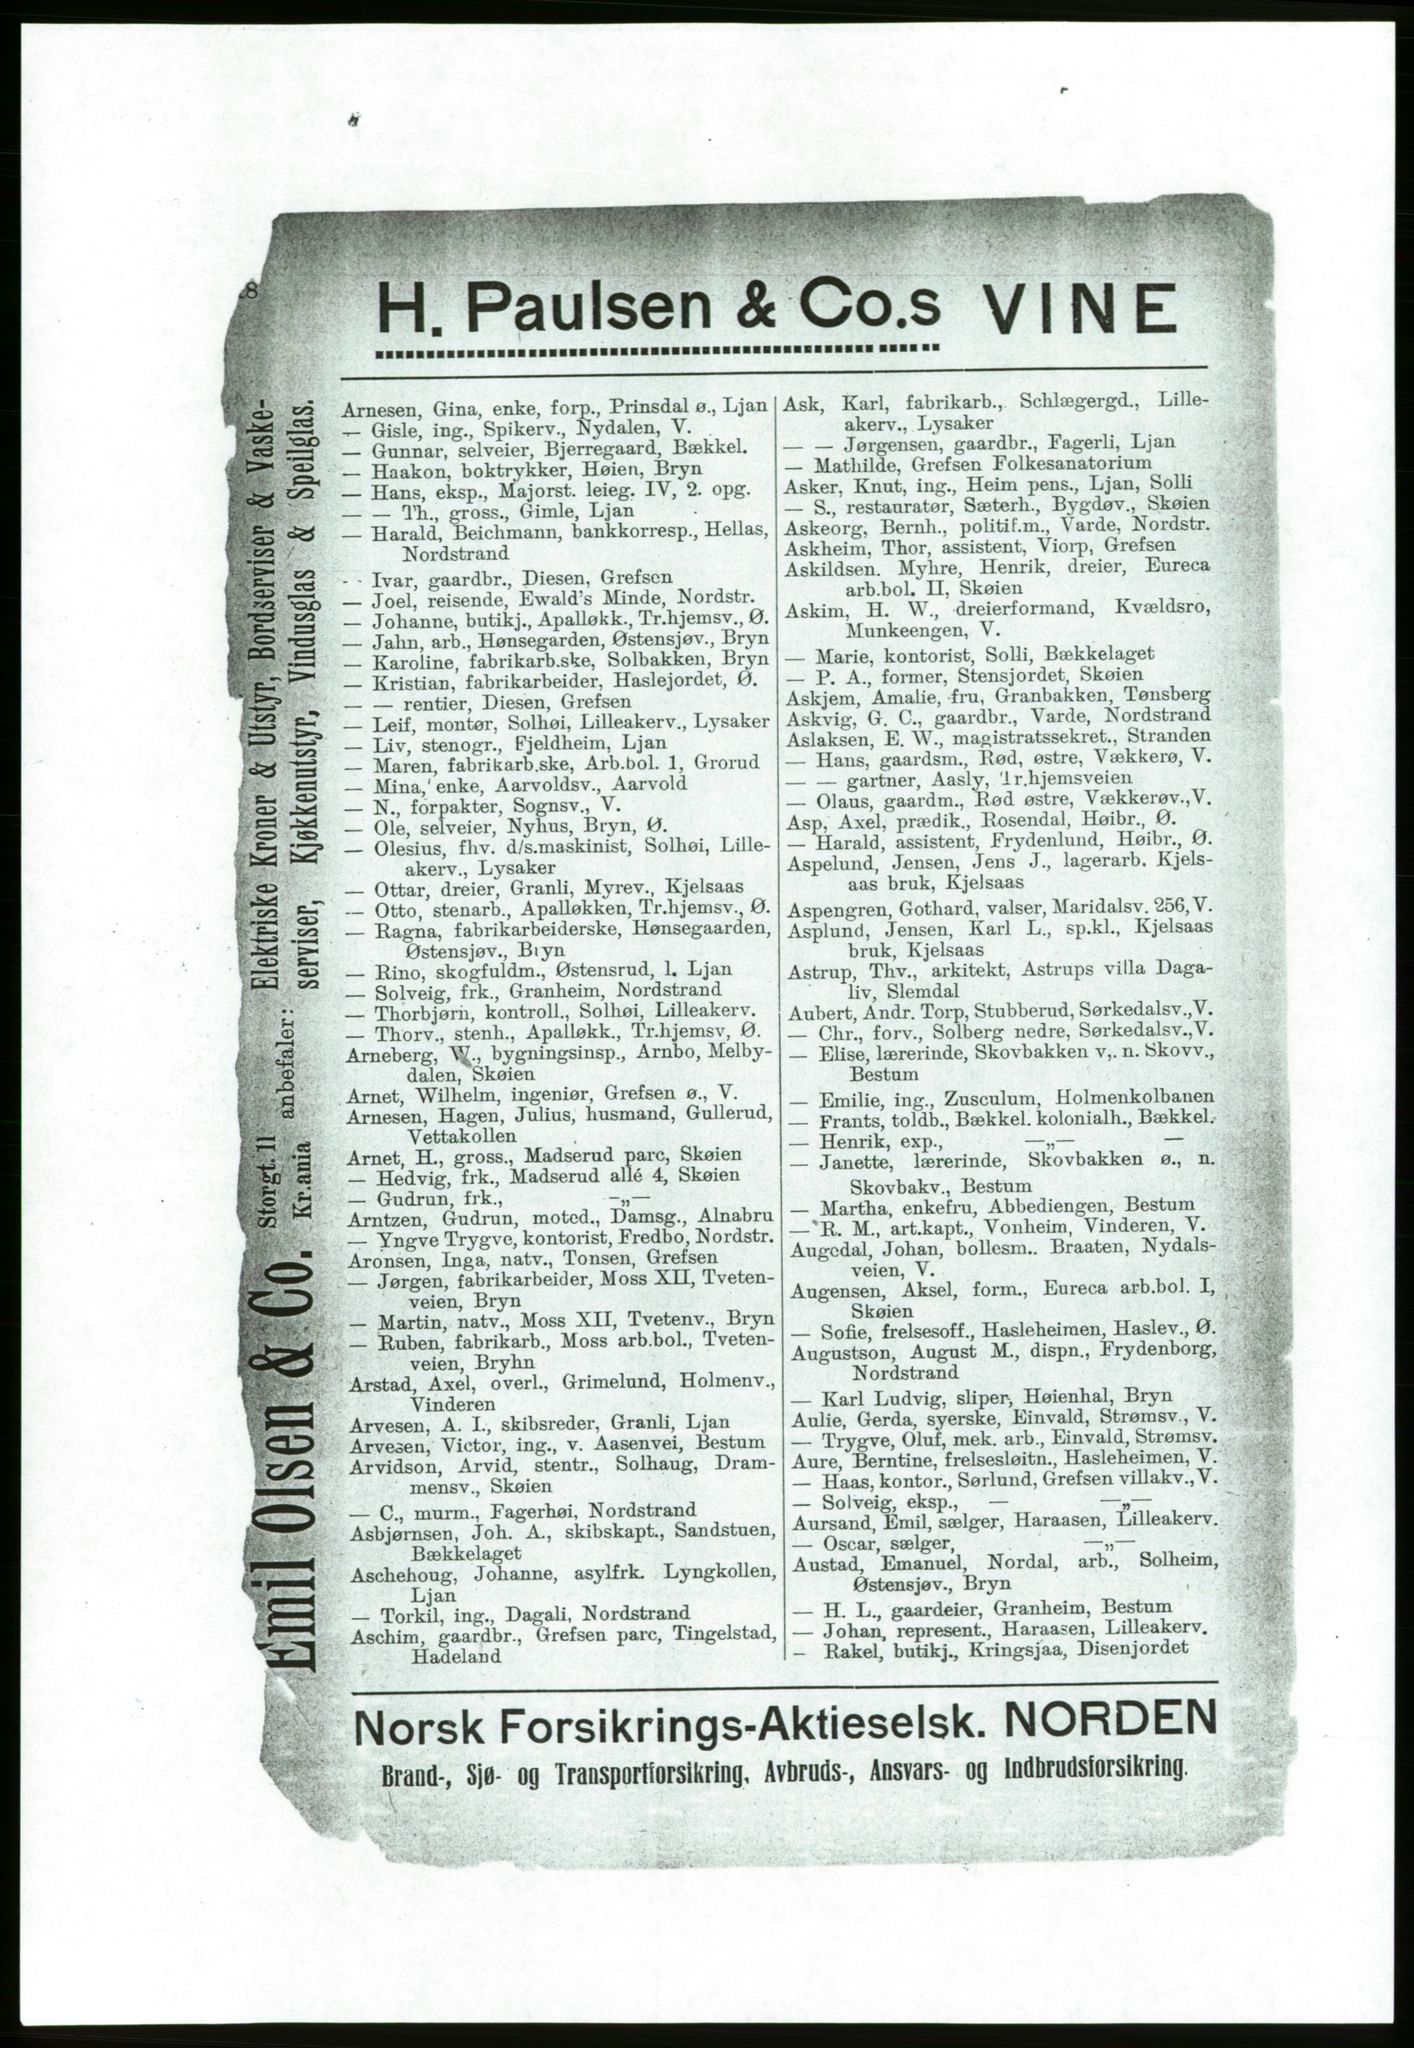 8
H. Paulsen & Co.s VINE
Emil Olsen & Co. Storgt. 11 Kr.ania anbefaler:
Elektriske Kroner & Utstyr, Bordserviser & Vaske-
serviser, Kjøkkenutstyr, Vindusglas & Speilglas.
Arnesen, Gina, enke, forp., Prinsdal ø., Ljan
— Gisle, ing., Spikerv., Nydalen, V.
— Gunnar, selveier, Bjerregaard, Bækkel.
— Haakon, boktrykker, Høien, Bryn
— Hans, eksp., Majorst. leieg. IV, 2. opg.
— — Th., gross., Gimle, Ljan
— Harald, Beichmann, bankkorresp., Hellas,
Nordstrand
- - Ivar, gaardbr., Diesen, Grefsen
— Joel, reisende, Ewald's Minde, Nordstr.
— Johanne, butikj., Apalløkk., Tr.hjemsv., Ø.
— Jahn, arb., Hønsegarden, Østensjøv., Bryn
— Karoline, fabrikarb.ske, Solbakken, Bryn
— Kristian, fabrikarbeider, Haslejordet, Ø.
— — rentier, Diesen, Grefsen
— Leif, montør, Solhøi, Lilleakerv., Lysaker
— Liv, stenogr., Fjeldheim, Ljan
— Maren, fabrikarb.ske, Arb.bol. 1, Grorud
— Mina, enke, Aarvoldsv., Aarvold
— N., forpakter, Sognsv., V.
— Ole, selveier, Nyhus, Bryn, Ø.
— Olesius, fhv. d/s.maskinist, Solhøi, Lille-
akerv., Lysaker
— Ottar, dreier, Granli, Myrev., Kjelsaas
— Otto, stenarb., Apalløkken, Tr.hjemsv., Ø.
— Ragna, fabrikarbeiderske, Hønsegaarden,
Østensjøv., Bryn
— Rino, skogfuldm., Østensrud, l. Ljan
— Solveig, frk., Granheim, Nordstrand
— Thorbjørn, kontroll., Solhøi, Lilleakerv.
— Thorv., stenh., Apalløkk., Tr.hjemsv, Ø.
Arneberg, W., bygningsinsp., Arnbo, Melby-
dalen, Skøien
Arnet, Wilhelm, ingeniør, Grefsen ø., V.
Arnesen, Hagen, Julius, husmand, Gullerud,
Vettakollen
Arnet, H., gross., Madserud parc, Skøien
— Hedvig, frk., Madserud allé 4, Skøien
— Gudrun, frk., —„—
Arntzen, Gudrun, moted., Damsg., Alnabru
— Yngve Trygve, kontorist, Fredbo, Nordstr.
Aronsen, Inga, natv., Tonsen, Grefsen
— Jørgen, fabrikarbeider, Moss XII, Tveten-
veien, Bryn
— Martin, natv., Moss XII, Tvetenv., Bryn
— Ruben, fabrikarb., Moss arb.bol., Tveten-
veien, Bryhn
Arstad, Axel, overl., Grimelund, Holmenv.,
Vinderen
Arvesen, A. I., skibsreder, Granli, Ljan
Arvesen, Victor, ing., v. Aasenvei, Bestum
Arvidson, Arvid, stentr., Solhaug, Dram-
mensv., Skøien
— C., murm., Fagerhøi, Nordstrand
Asbjørnsen, Joh. A., skibskapt., Sandstuen,
Bækkelaget
Aschehoug, Johanne, asylfrk. Lyngkollen,
Ljan
— Torkil, ing., Dagali, Nordstrand
Aschim, gaardbr., Grefsen parc, Tingelstad,
Hadeland
Ask, Karl, fabrikarb., Schlægergd., Lille-
akerv., Lysaker
— — Jørgensen, gaardbr., Fagerli, Ljan
— Mathilde, Grefsen Folkesanatorium
Asker, Knut, ing., Heim pens., Ljan, Solli
— S., restauratør, Sæterh., Bygdøv., Skøien
Askeorg, Bernh., politif.m., Varde, Nordstr.
Askheim, Thor, assistent, Viorp, Grefsen
Askildsen. Myhre, Henrik, dreier, Eureca
arb.bol. II, Skøien
Askim, H. W., dreierformand, Kvældsro,
Munkeengen, V.
— Marie, kontorist, Solli, Bækkelaget
— P. A., former, Stensjordet, Skøien
Askjem, Amalie, fru, Granbakken, Tønsberg
Askvig, G. C., gaardbr., Varde, Nordstrand
Aslaksen, E. W., magistratssekret., Stranden
— Hans, gaardsm., Rød, østre, Vækkerø, V.
— — gartner, Aasly, Tr.hjemsveien
— Olaus, gaardm., Rød østre, Vækkerøv., V.
Asp, Axel, prædik., Rosendal, Høibr., Ø.
— Harald, assistent, Frydenlund, Høibr., Ø.
Aspelund, Jensen, Jens J., lagerarb. Kjels-
aas bruk, Kjelsaas
Aspengren, Gothard, valser, Maridalsv. 256, V.
Asplund, Jensen, Karl L., sp.kl., Kjelsaas
bruk, Kjelsaas
Astrup, Thv., arkitekt, Astrups villa Daga-
liv, Slemdal
Aubert, Andr. Torp, Stubberud, Sørkedalsv., V.
— Chr., forv., Solberg nedre, Sørkedalsv., V.
— Elise, lærerinde, Skovbakken v,. n. Skovv.,
Bestum
— Emilie, ing., Zusculum, Holmenkolbanen
— Frants, toldb., Bækkel. kolonialh., Bækkel.
— Henrik, exp., —„— —
— Janette, lærerinde, Skovbakken ø., n.
Skovbakv., Bestum
— Martha, enkefru, Abbediengen, Bestum
— R. M., art.kapt., Vonheim, Vinderen, V.
Augedal, Johan, bollesm.. Braaten, Nydals-
veien, V.
Augensen, Aksel, form., Eureca arb.bol. I,
Skøien
— Sofie, frelsesoff., Hasleheimen, Haslev., Ø.
Augustson, August M., dispn., Frydenborg,
Nordstrand
— Karl Ludvig, sliper, Høienhal, Bryn
Aulie, Gerda, syerske, Einvald, Strømsv., V.
— Trygve, Oluf, mek. arb., Einvald, Strømsv.
Aure, Berntine, frelsesløitn., Hasleheimen, V.
— Haas, kontor., Sørlund, Grefsen villakv., V.
— Solveig, eksp., — —„—
Aursand, Emil, sælger, Haraasen, Lilleakerv.
— Oscar, sælger, —„—
Austad, Emanuel, Nordal, arb., Solheim,
Østensjøv., Bryn
— H. L., gaardeier, Granheim, Bestum
— Johan, represent., Haraasen, Lilleakerv.
— Rakel, butikj., Kringsjaa, Disenjordet
Norsk Forsikrings-Aktieselsk. NORDEN
Brand-, Sjø- og Transportforsikring, Avbruds-, Ansvars- og Indbrudsforsikring.